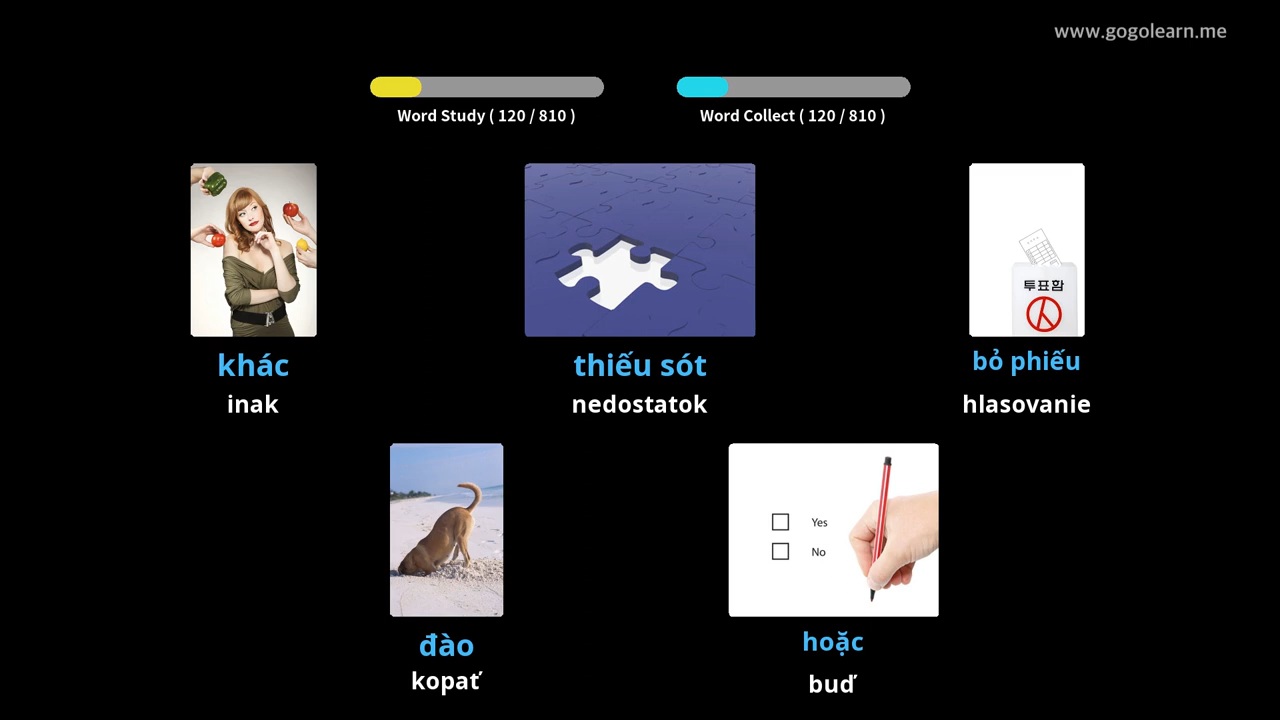 www.gogolearn.me
Word Study ( 120 / 810 )
Word Collect ( 120 / 810 )
투표함
khác
thiếu sót
bỏ phiếu
inak
nedostatok
hlasovanie
Yes
No
đào
hoặc
kopať
buď